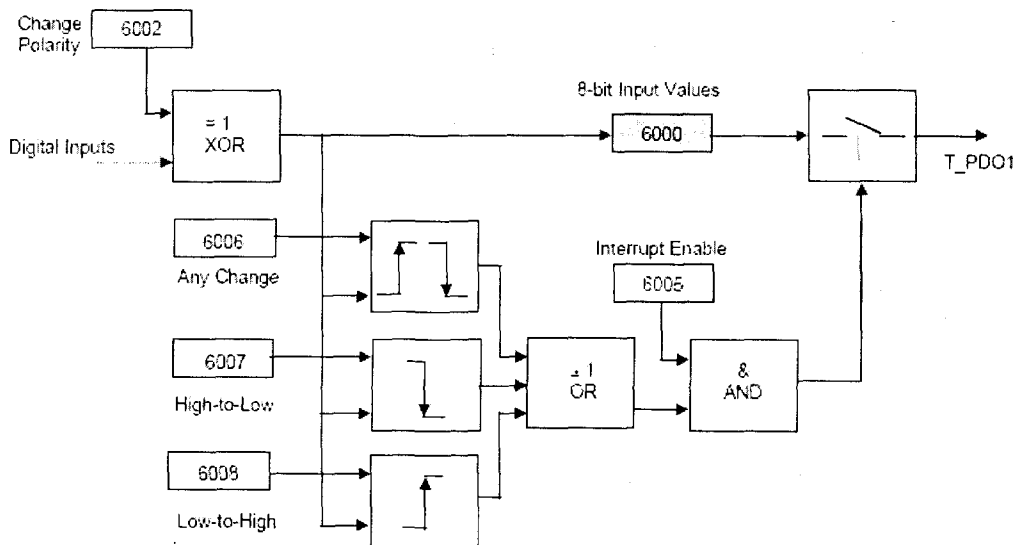 Change
Polarity
6002
Digital Inputs
= 1
XOR
8-bit Input Values
6000
T_PDO1
6006
Any Change
Interrupt Enable
6005
6007
High-to-Low
≥ 1
OR
&
AND
6008
Low-to-High